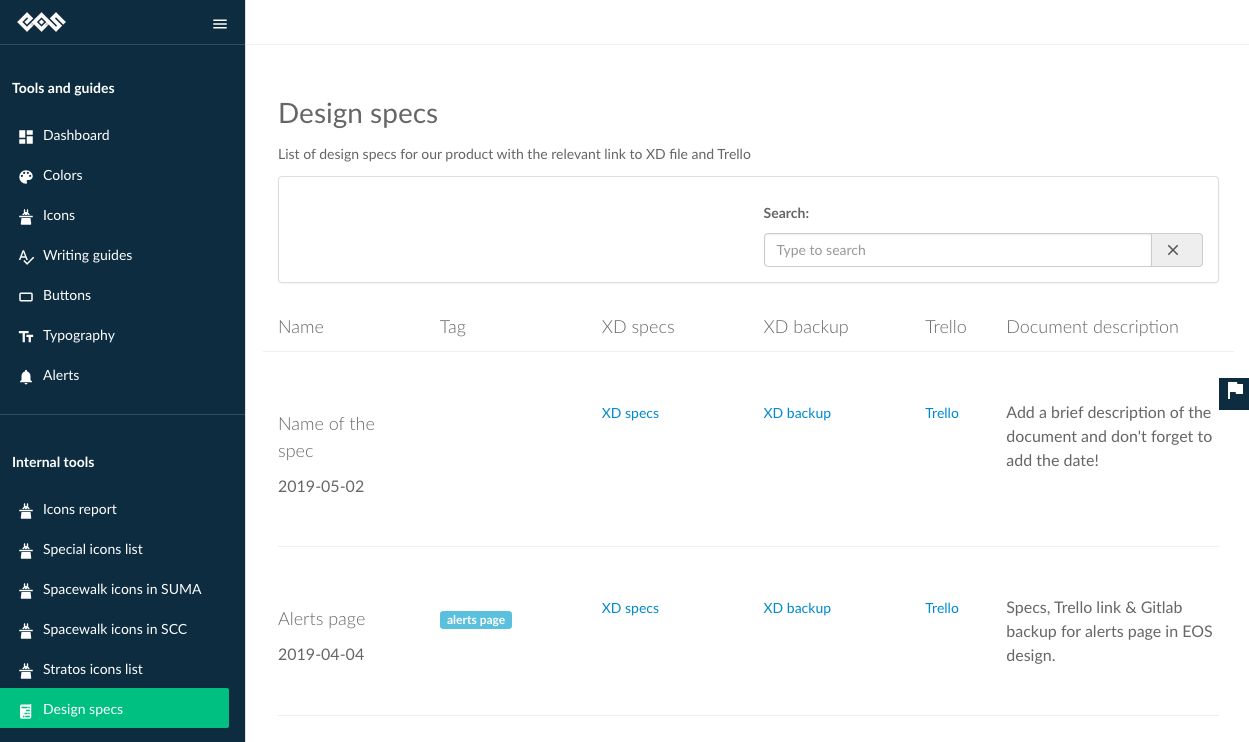 eos
Tools and guides
Dashboard
Colors
Icons
Writing guides
Buttons
Typography
Alerts
Internal tools
Icons report
Special icons list
Spacewalk icons in SUMA
Spacewalk icons in SCC
Stratos icons list
Design specs
Design specs
List of design specs for our product with the relevant link to XD file and Trello
Search:
Type to search
Name Tag XD specs XD backup Trello Document description
Name of the
spec
2019-05-02
XD specs
XD backup
Trello
Add a brief description of the
document and don't forget to
add the date!
Alerts page
2019-04-04
alerts page
XD specs
XD backup
Trello
Specs, Trello link & Gitlab
backup for alerts page in EOS
design.